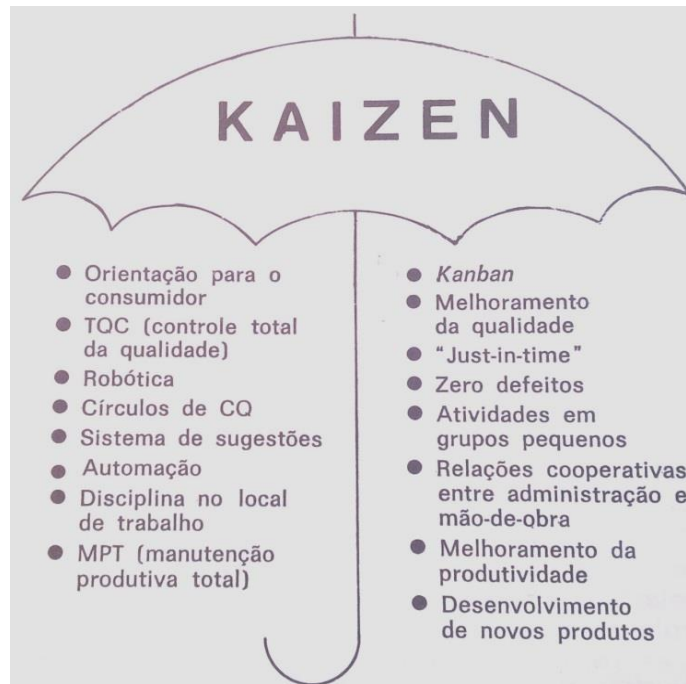 KAIZEN
● Orientação para o
consumidor
● TQC (controle total
da qualidade)
● Robótica
● Círculos de CQ
● Sistema de sugestões
● Automação
● Disciplina no local
de trabalho
● MPT (manutenção
produtiva total)
● Kanban
● Melhoramento
da qualidade
● "Just-in-time"
● Zero defeitos
● Atividades em
grupos pequenos
● Relações cooperativas
entre administração e
mão-de-obra
● Melhoramento da
produtividade
● Desenvolvimento
de novos produtos